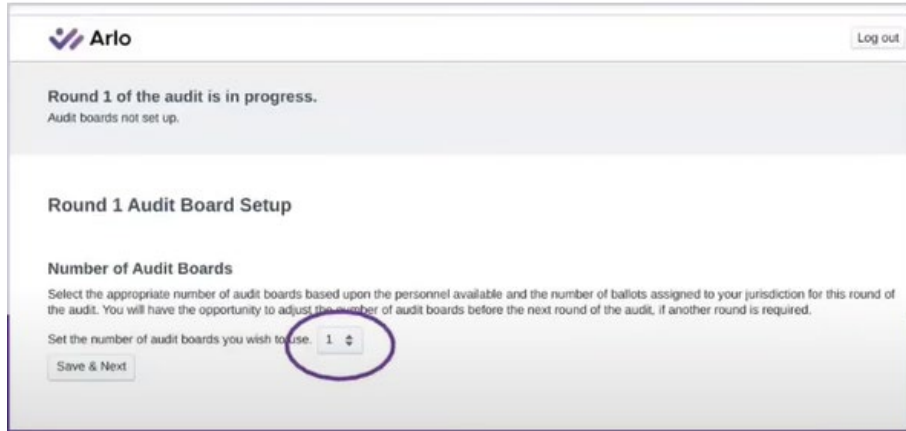 Arlo
Log out
Round 1 of the audit is in progress.
Audit boards not set up.
Round 1 Audit Board Setup
Number of Audit Boards
Select the appropriate number of audit boards based upon the personnel available and the number of ballots assigned to your jurisdiction for this round of
the audit. You will have the opportunity to adjust the number of audit boards before the next round of the audit, if another round is required.
Set the number of audit boards you wish to use. 1
Save & Next